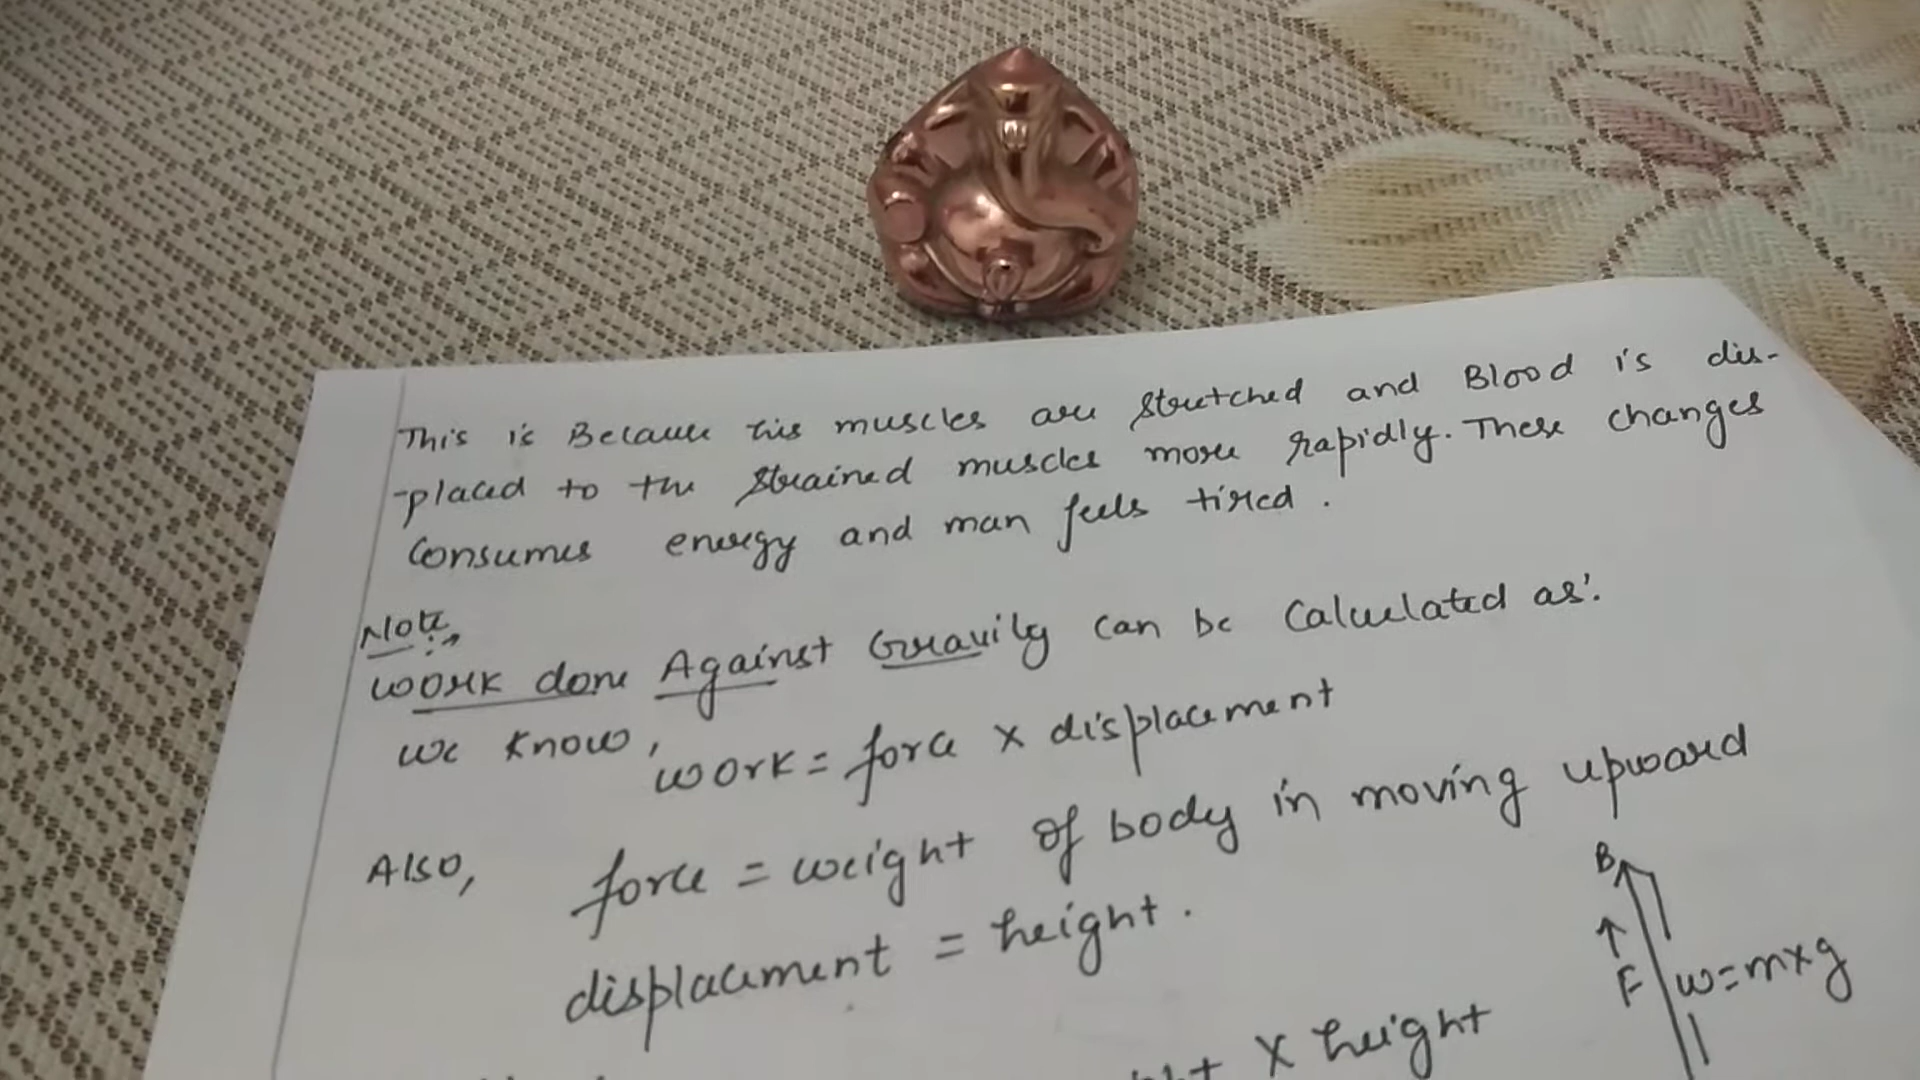 This is Because his muscles are stretched and Blood is dis-
-placed to the strained muscles more rapidly. These changes
consumes energy and man feels tired.
Note:→
work done Against Gravity can be Calculated as:
we know,
work = force x displacement
Also, force = weight of body in moving upward
displacement = height.
B
↑
F W=mxg
x height